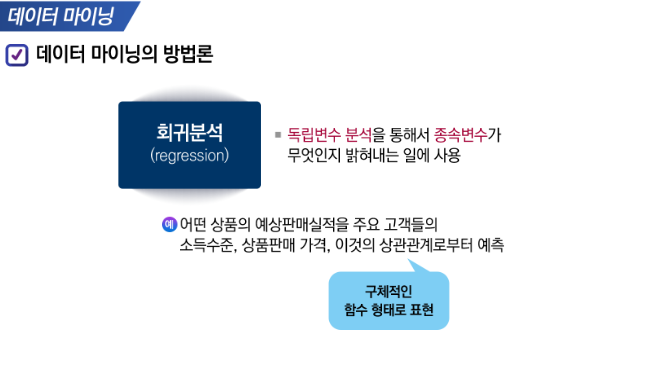 데이터 마이닝
데이터 마이닝의 방법론
회귀분석
(regression)
독립변수 분석을 통해서 종속변수가
무엇인지 밝혀내는 일에 사용
예 어떤 상품의 예상판매실적을 주요 고객들의
소득수준, 상품판매 가격, 이것의 상관관계로부터 예측
구체적인
함수 형태로 표현